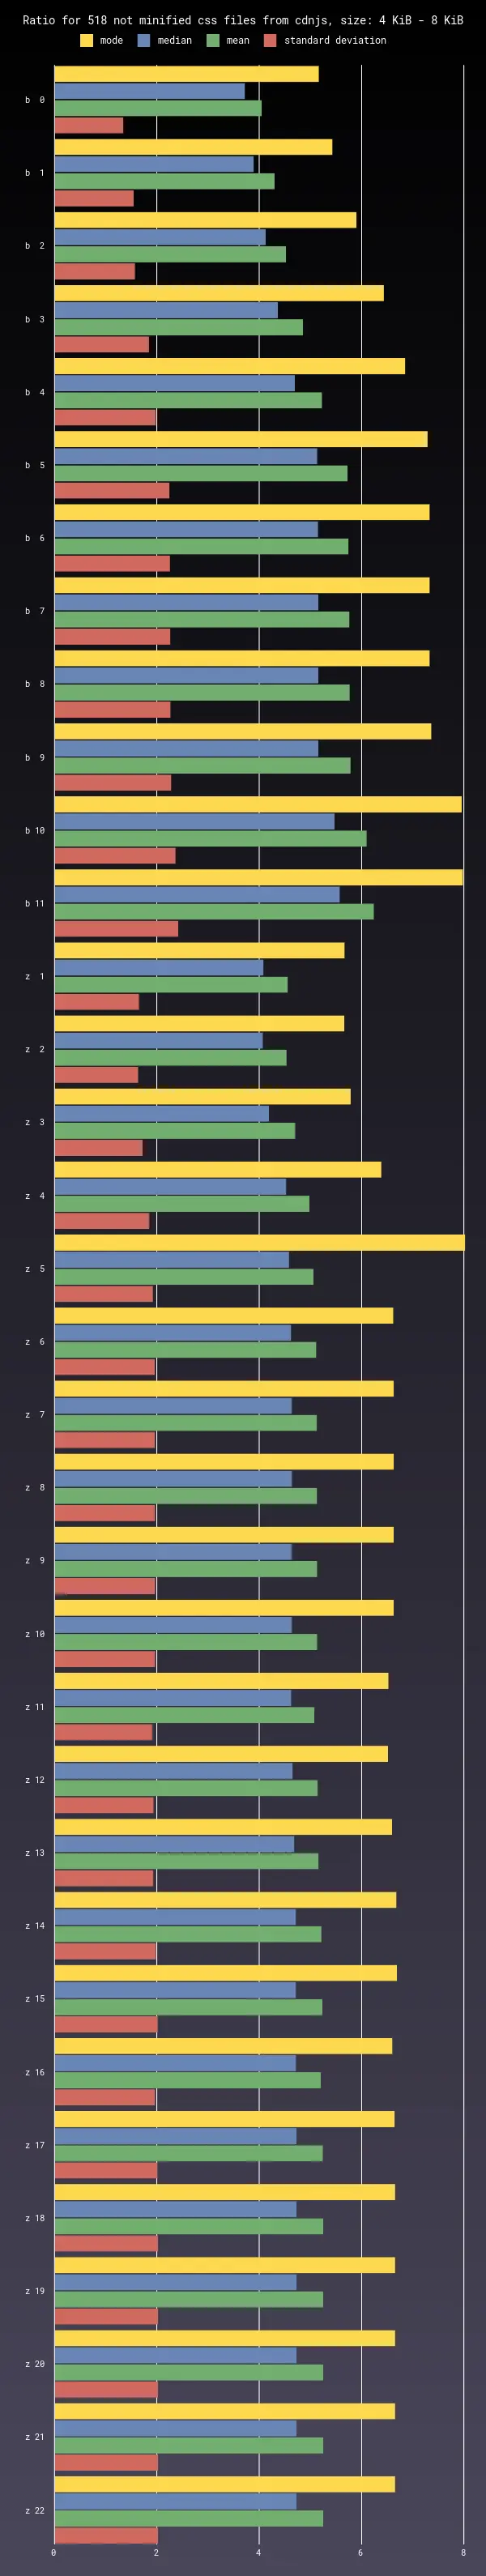 Ratio for 518 not minified css files from cdnjs, size: 4 KiB - 8 KiB
mode median mean standard deviation
b 0
b 1
b 2
b 3
b 4
b 5
b 6
b 7
b 8
b 9
b 10
b 11
z 1
z 2
z 3
z 4
z 5
z 6
z 7
z 8
z 9
z 10
z 11
z 12
z 13
z 14
z 15
z 16
z 17
z 18
z 19
z 20
z 21
z 22
0 2 4 6 8